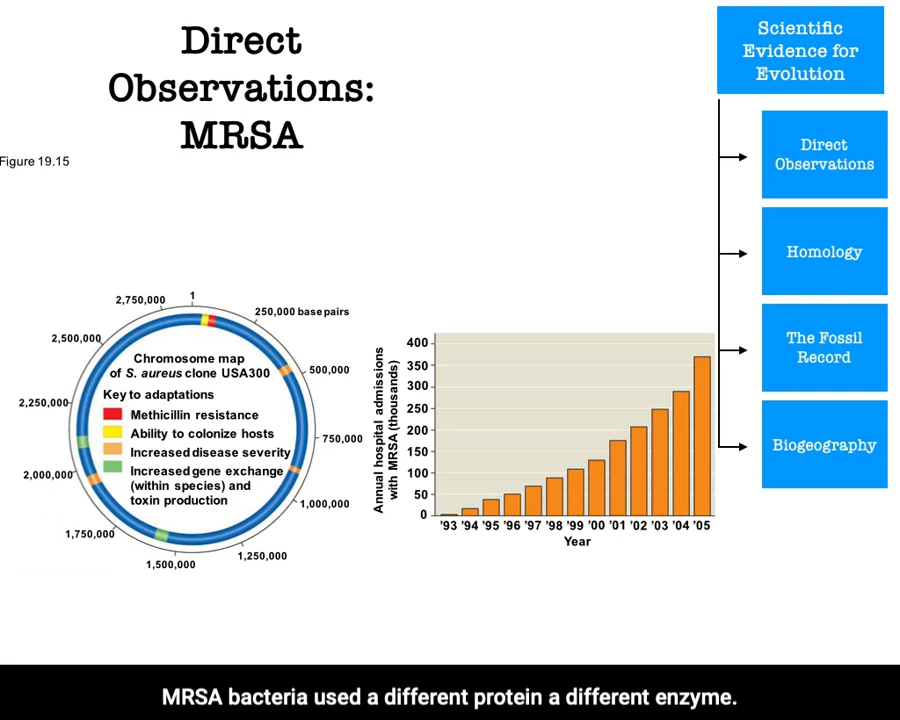 Direct
Observations:
MRSA
Figure 19.15
Scientific
Evidence for
Evolution
Direct
Observations
Homology
The Fossil
Record
Biogeography
1
250,000 base pairs
500,000
750,000
1,000,000
1,250,000
1,500,000
1,750,000
2,000,000
2,250,000
2,500,000
2,750,000
Chromosome map
of S. aureus clone USA300
Key to adaptations
Methicillin resistance
Ability to colonize hosts
Increased disease severity
Increased gene exchange
(within species) and
toxin production
Annual hospital admissions
with MRSA (thousands)
400
350
300
250
200
150
100
50
0
'93 '94 '95 '96 '97 '98 '99 '00 '01 '02 '03 '04 '05
Year
MRSA bacteria used a different protein a different enzyme.